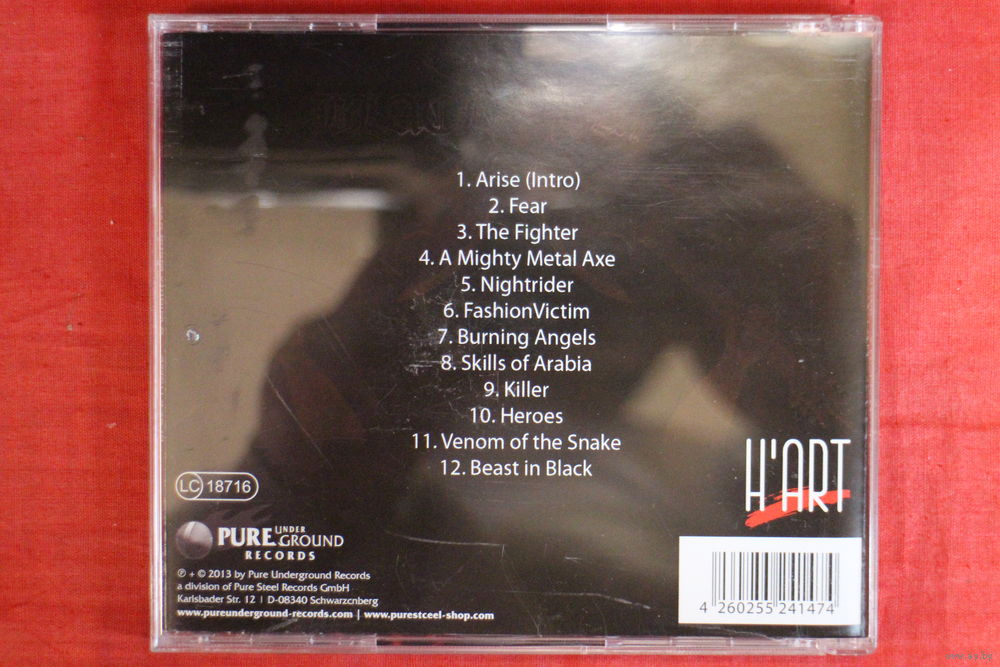 1. Arise (Intro)
2. Fear
3. The Fighter
4. A Mighty Metal Axe
5. Nightrider
6. FashionVictim
7. Burning Angels
8. Skills of Arabia
9. Killer
10. Heroes
11. Venom of the Snake
12. Beast in Black
H'ART
LC 18716
PURE UNDER
GROUND
RECORDS
℗ + © 2013 by Pure Underground Records
a division of Pure Steel Records GmbH
Karlsbader Str. 12 | D-08340 Schwarzcnberg
www.pureunderground-records.com | www.purestceel-shop.com
4 260255 241474